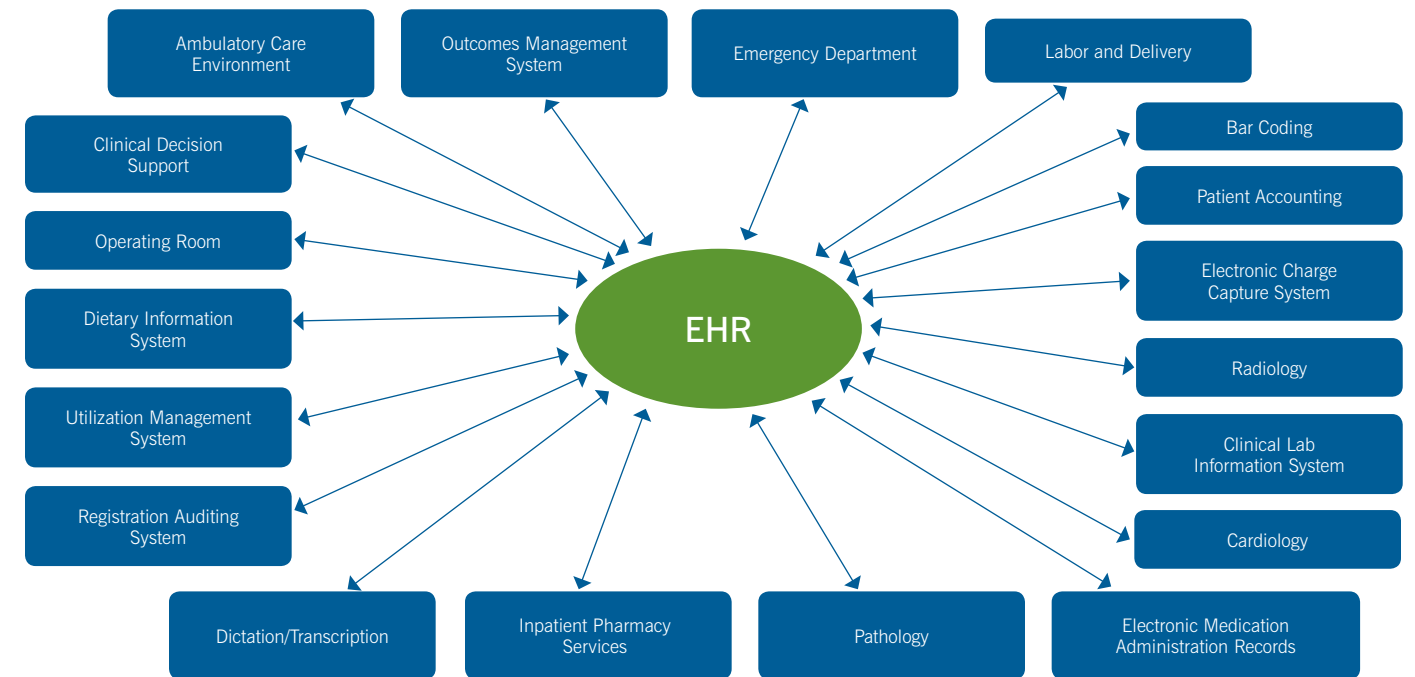 Ambulatory Care
Environment
Outcomes Management
System
Emergency Department
Labor and Delivery
Clinical Decision
Support
Bar Coding
Operating Room
Patient Accounting
Dietary Information
System
Electronic Charge
Capture System
EHR
Utilization Management
System
Radiology
Registration Auditing
System
Clinical Lab
Information System
Cardiology
Dictation/Transcription
Inpatient Pharmacy
Services
Pathology
Electronic Medication
Administration Records